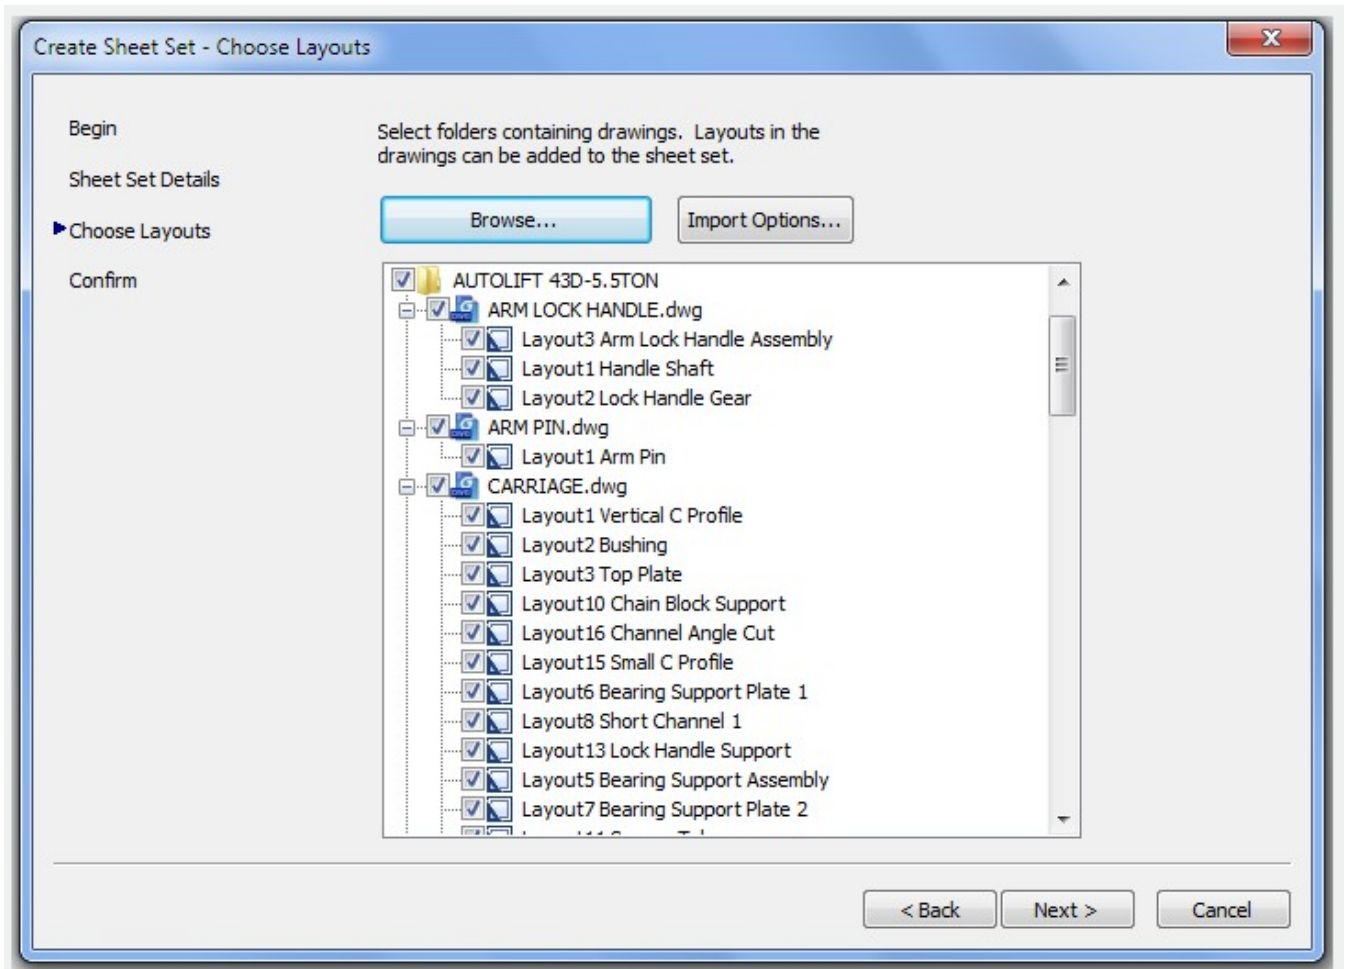 Create Sheet Set - Choose Layouts
Begin
Sheet Set Details
Choose Layouts
Confirm
Select folders containing drawings. Layouts in the
drawings can be added to the sheet set.
Browse...
Import Options...
AUTOLIFT 43D-5.5TON
ARM LOCK HANDLE.dwg
Layout3 Arm Lock Handle Assembly
Layout1 Handle Shaft
Layout2 Lock Handle Gear
ARM PIN.dwg
Layout1 Arm Pin
CARRIAGE.dwg
Layout1 Vertical C Profile
Layout2 Bushing
Layout3 Top Plate
Layout10 Chain Block Support
Layout16 Channel Angle Cut
Layout15 Small C Profile
Layout6 Bearing Support Plate 1
Layout8 Short Channel 1
Layout13 Lock Handle Support
Layout5 Bearing Support Assembly
Layout7 Bearing Support Plate 2
< Back
Next >
Cancel